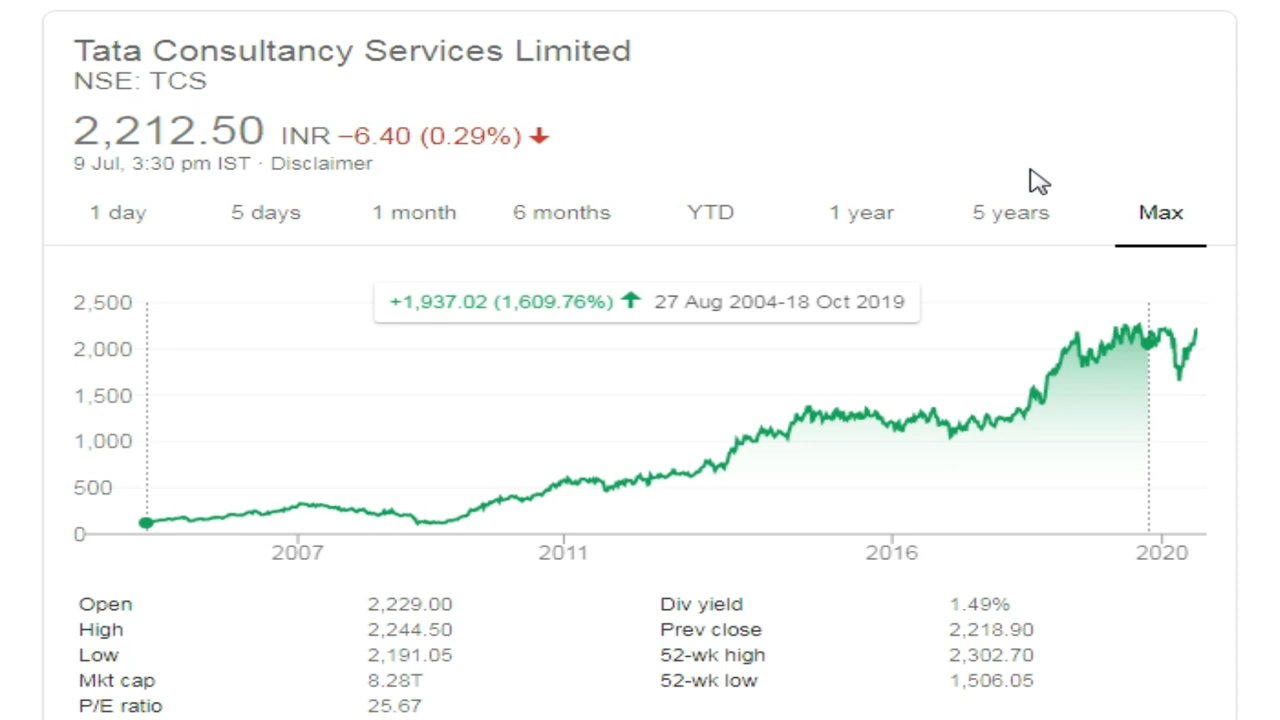 Tata Consultancy Services Limited
NSE: TCS
2,212.50 INR −6.40 (0.29%)
9 Jul, 3:30 pm IST · Disclaimer
1 day 5 days 1 month 6 months YTD 1 year 5 years Max
+1,937.02 (1,609.76%) 27 Aug 2004-18 Oct 2019
2,500
2,000
1,500
1,000
500
0
2007 2011 2016 2020
Open 2,229.00 Div yield 1.49%
High 2,244.50 Prev close 2,218.90
Low 2,191.05 52-wk high 2,302.70
Mkt cap 8.28T 52-wk low 1,506.05
P/E ratio 25.67